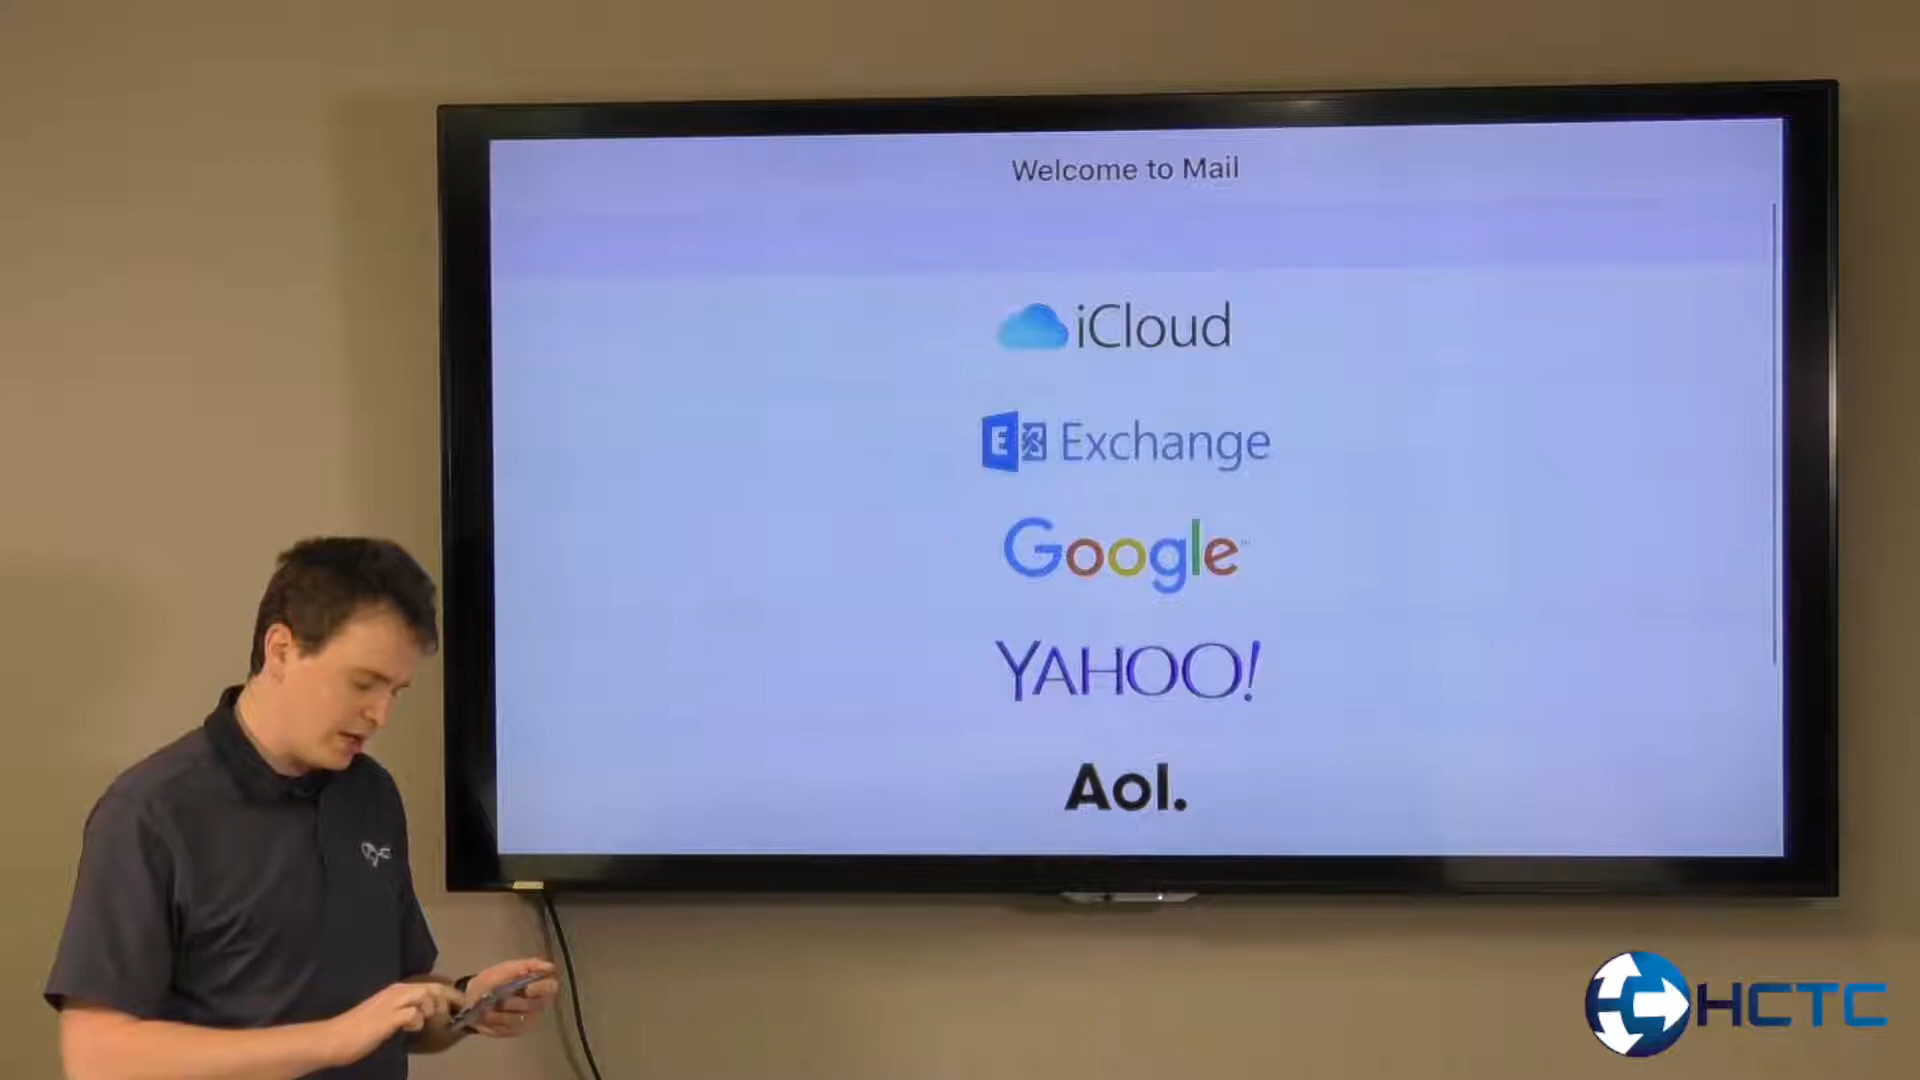 Welcome to Mail
iCloud
Exchange
Google
YAHOO!
Aol.
HCTC